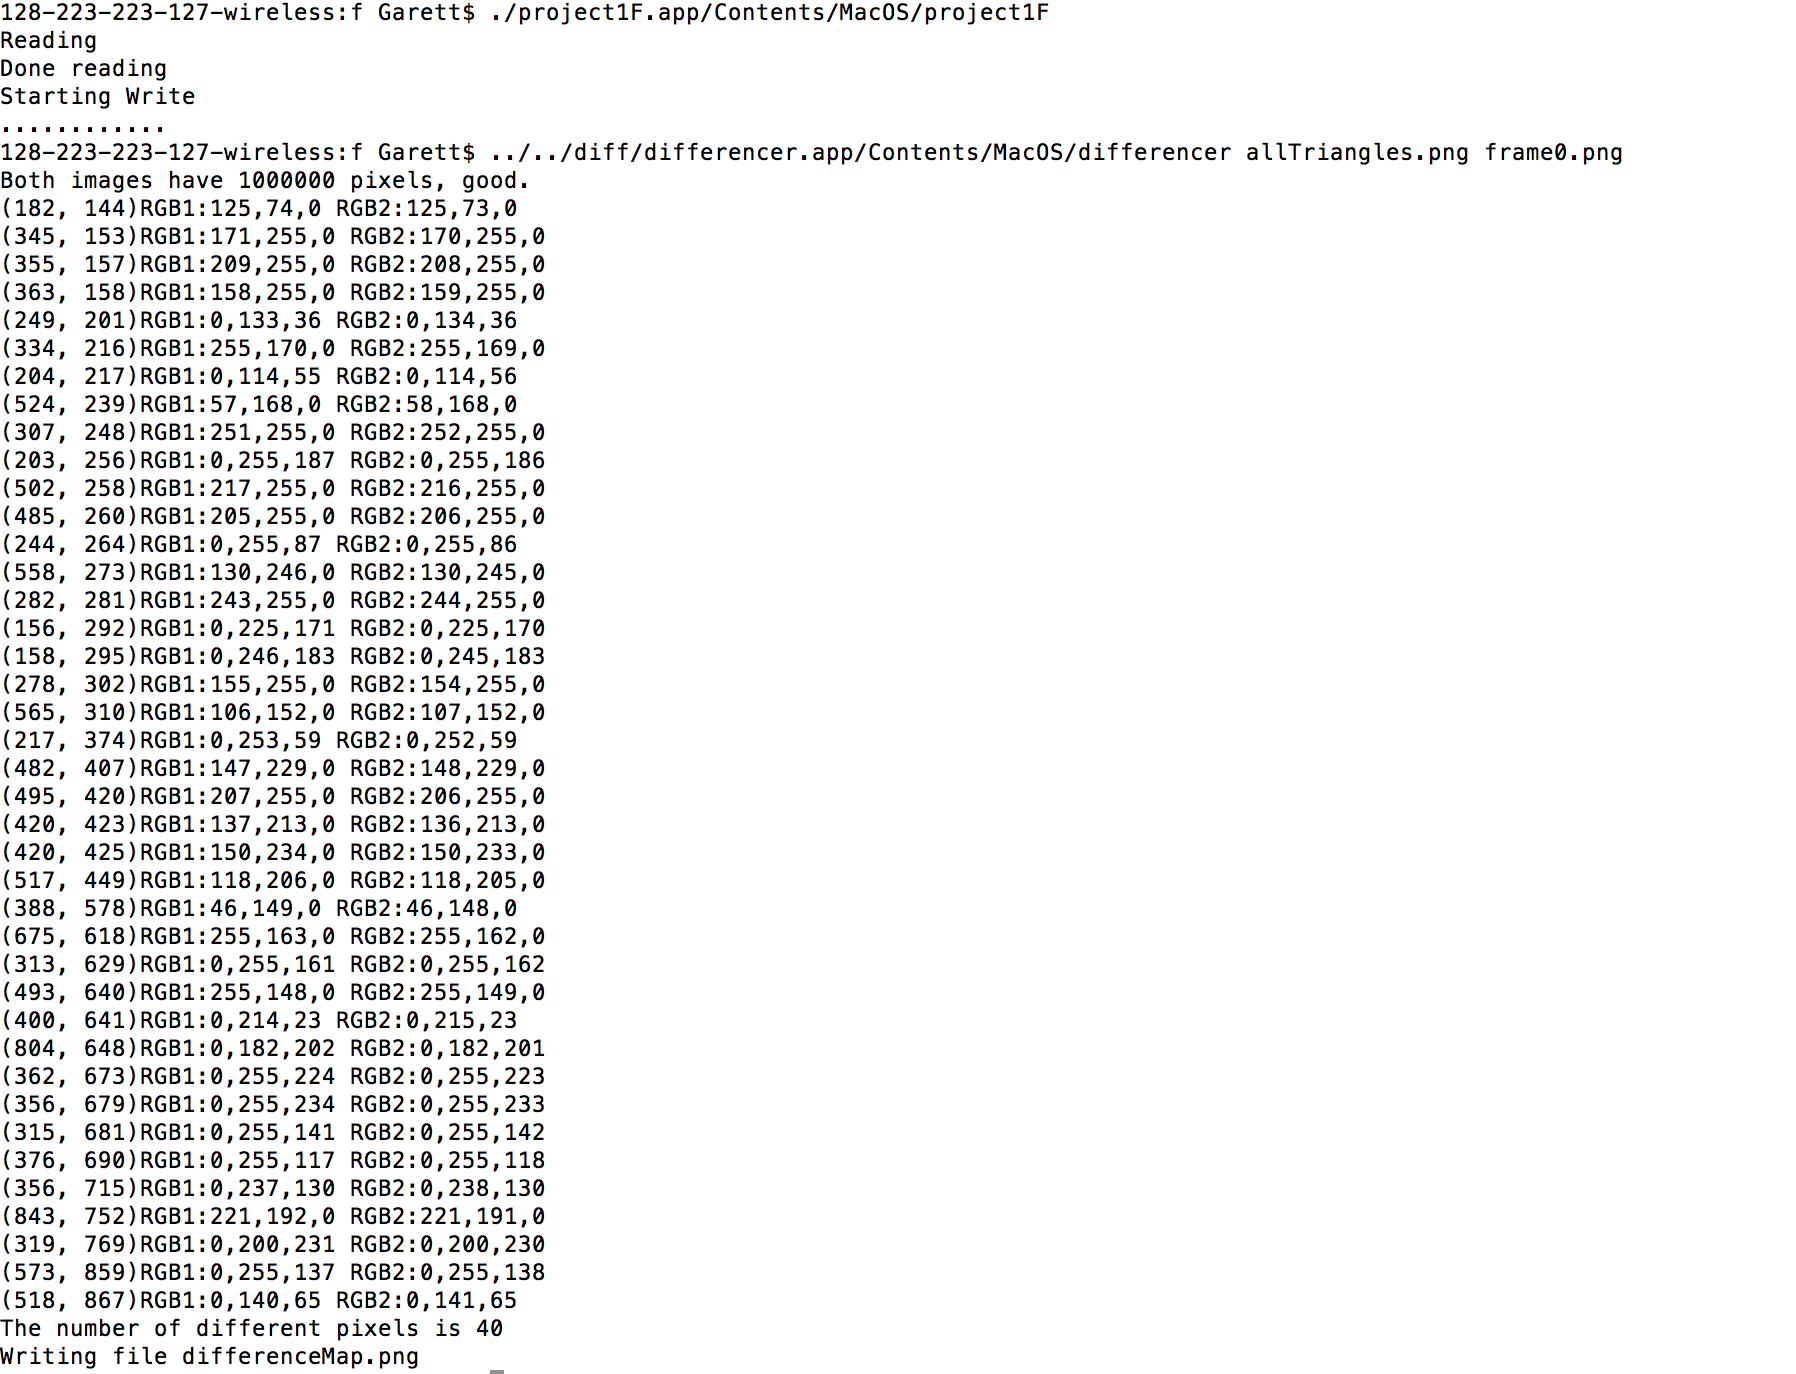 128-223-223-127-wireless:f Garett$ ./project1F.app/Contents/MacOS/project1F
Reading
Done reading
Starting Write
............
128-223-223-127-wireless:f Garett$ ../../diff/differencer.app/Contents/MacOS/differencer allTriangles.png frame0.png
Both images have 1000000 pixels, good.
(182, 144)RGB1:125,74,0 RGB2:125,73,0
(345, 153)RGB1:171,255,0 RGB2:170,255,0
(355, 157)RGB1:209,255,0 RGB2:208,255,0
(363, 158)RGB1:158,255,0 RGB2:159,255,0
(249, 201)RGB1:0,133,36 RGB2:0,134,36
(334, 216)RGB1:255,170,0 RGB2:255,169,0
(204, 217)RGB1:0,114,55 RGB2:0,114,56
(524, 239)RGB1:57,168,0 RGB2:58,168,0
(307, 248)RGB1:251,255,0 RGB2:252,255,0
(203, 256)RGB1:0,255,187 RGB2:0,255,186
(502, 258)RGB1:217,255,0 RGB2:216,255,0
(485, 260)RGB1:205,255,0 RGB2:206,255,0
(244, 264)RGB1:0,255,87 RGB2:0,255,86
(558, 273)RGB1:130,246,0 RGB2:130,245,0
(282, 281)RGB1:243,255,0 RGB2:244,255,0
(156, 292)RGB1:0,225,171 RGB2:0,225,170
(158, 295)RGB1:0,246,183 RGB2:0,245,183
(278, 302)RGB1:155,255,0 RGB2:154,255,0
(565, 310)RGB1:106,152,0 RGB2:107,152,0
(217, 374)RGB1:0,253,59 RGB2:0,252,59
(482, 407)RGB1:147,229,0 RGB2:148,229,0
(495, 420)RGB1:207,255,0 RGB2:206,255,0
(420, 423)RGB1:137,213,0 RGB2:136,213,0
(420, 425)RGB1:150,234,0 RGB2:150,233,0
(517, 449)RGB1:118,206,0 RGB2:118,205,0
(388, 578)RGB1:46,149,0 RGB2:46,148,0
(675, 618)RGB1:255,163,0 RGB2:255,162,0
(313, 629)RGB1:0,255,161 RGB2:0,255,162
(493, 640)RGB1:255,148,0 RGB2:255,149,0
(400, 641)RGB1:0,214,23 RGB2:0,215,23
(804, 648)RGB1:0,182,202 RGB2:0,182,201
(362, 673)RGB1:0,255,224 RGB2:0,255,223
(356, 679)RGB1:0,255,234 RGB2:0,255,233
(315, 681)RGB1:0,255,141 RGB2:0,255,142
(376, 690)RGB1:0,255,117 RGB2:0,255,118
(356, 715)RGB1:0,237,130 RGB2:0,238,130
(843, 752)RGB1:221,192,0 RGB2:221,191,0
(319, 769)RGB1:0,200,231 RGB2:0,200,230
(573, 859)RGB1:0,255,137 RGB2:0,255,138
(518, 867)RGB1:0,140,65 RGB2:0,141,65
The number of different pixels is 40
Writing file differenceMap.png